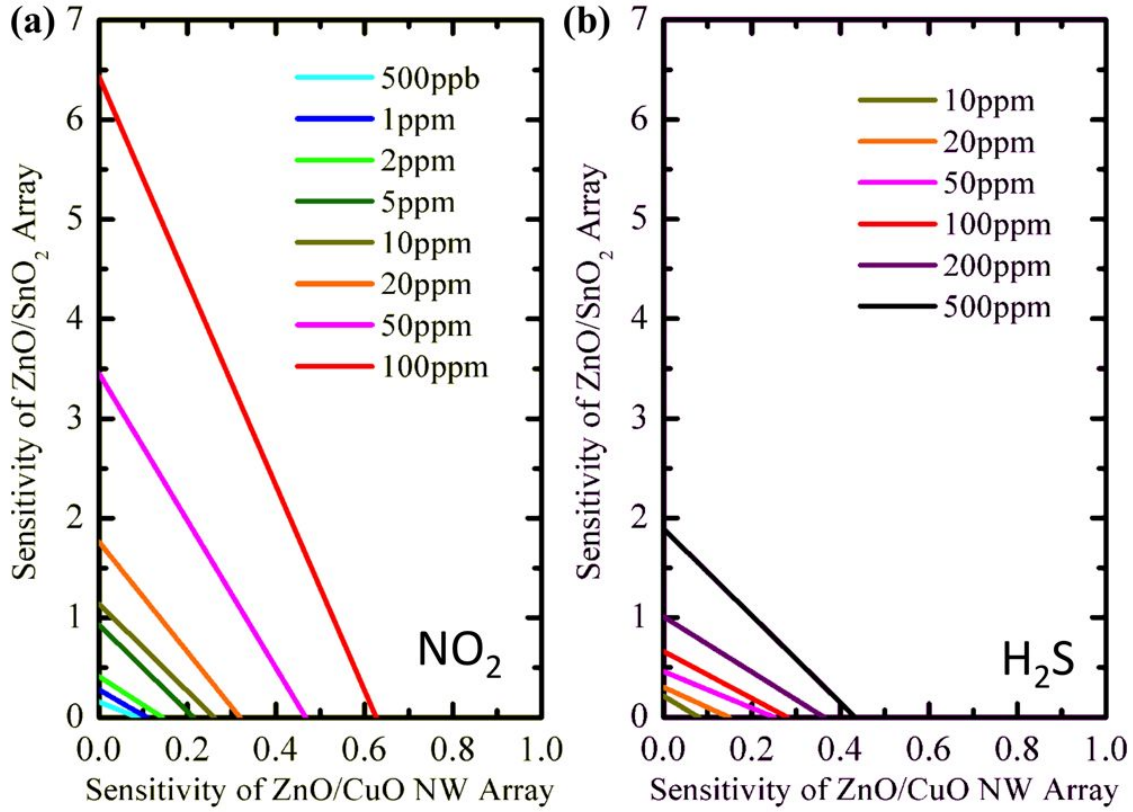 (a)
7
6
5
4
3
2
1
0
Sensitivity of ZnO/SnO₂ Array
500ppb
1ppm
2ppm
5ppm
10ppm
20ppm
50ppm
100ppm
NO₂
0.0 0.2 0.4 0.6 0.8 1.0
Sensitivity of ZnO/CuO NW Array
(b)
7
6
5
4
3
2
1
0
Sensitivity of ZnO/SnO₂ Array
10ppm
20ppm
50ppm
100ppm
200ppm
500ppm
H₂S
0.0 0.2 0.4 0.6 0.8 1.0
Sensitivity of ZnO/CuO NW Array